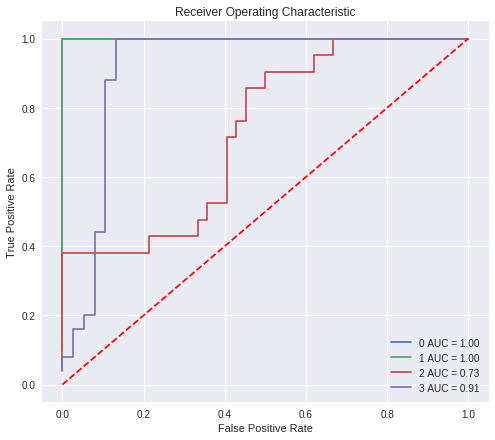 Receiver Operating Characteristic
True Positive Rate
1.0
0.8
0.6
0.4
0.2
0.0
0 AUC = 1.00
1 AUC = 1.00
2 AUC = 0.73
3 AUC = 0.91
0.0 0.2 0.4 0.6 0.8 1.0
False Positive Rate